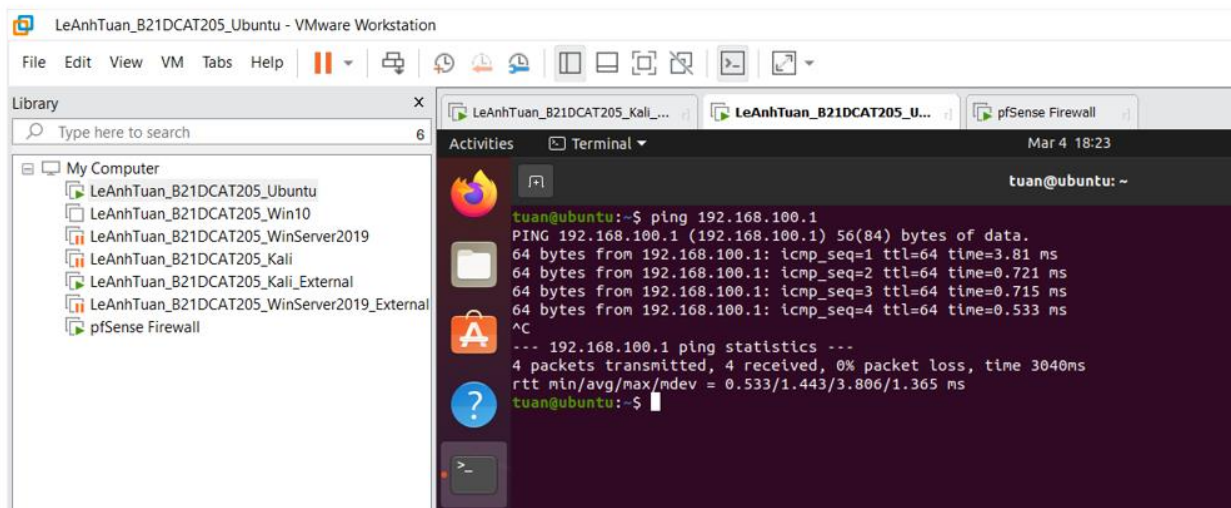 LeAnhTuan_B21DCAT205_Ubuntu - VMware Workstation
File Edit View VM Tabs Help
Library X
Type here to search 6
My Computer
LeAnhTuan_B21DCAT205_Ubuntu
LeAnhTuan_B21DCAT205_Win10
LeAnhTuan_B21DCAT205_WinServer2019
LeAnhTuan_B21DCAT205_Kali
LeAnhTuan_B21DCAT205_Kali_External
LeAnhTuan_B21DCAT205_WinServer2019_External
pfSense Firewall
LeAnhTuan_B21DCAT205_Kali_... LeAnhTuan_B21DCAT205_U... pfSense Firewall
Activities Terminal Mar 4 18:23
tuan@ubuntu: ~
tuan@ubuntu:~$ ping 192.168.100.1
PING 192.168.100.1 (192.168.100.1) 56(84) bytes of data.
64 bytes from 192.168.100.1: icmp_seq=1 ttl=64 time=3.81 ms
64 bytes from 192.168.100.1: icmp_seq=2 ttl=64 time=0.721 ms
64 bytes from 192.168.100.1: icmp_seq=3 ttl=64 time=0.715 ms
64 bytes from 192.168.100.1: icmp_seq=4 ttl=64 time=0.533 ms
^C
--- 192.168.100.1 ping statistics ---
4 packets transmitted, 4 received, 0% packet loss, time 3040ms
rtt min/avg/max/mdev = 0.533/1.443/3.806/1.365 ms
tuan@ubuntu:~$